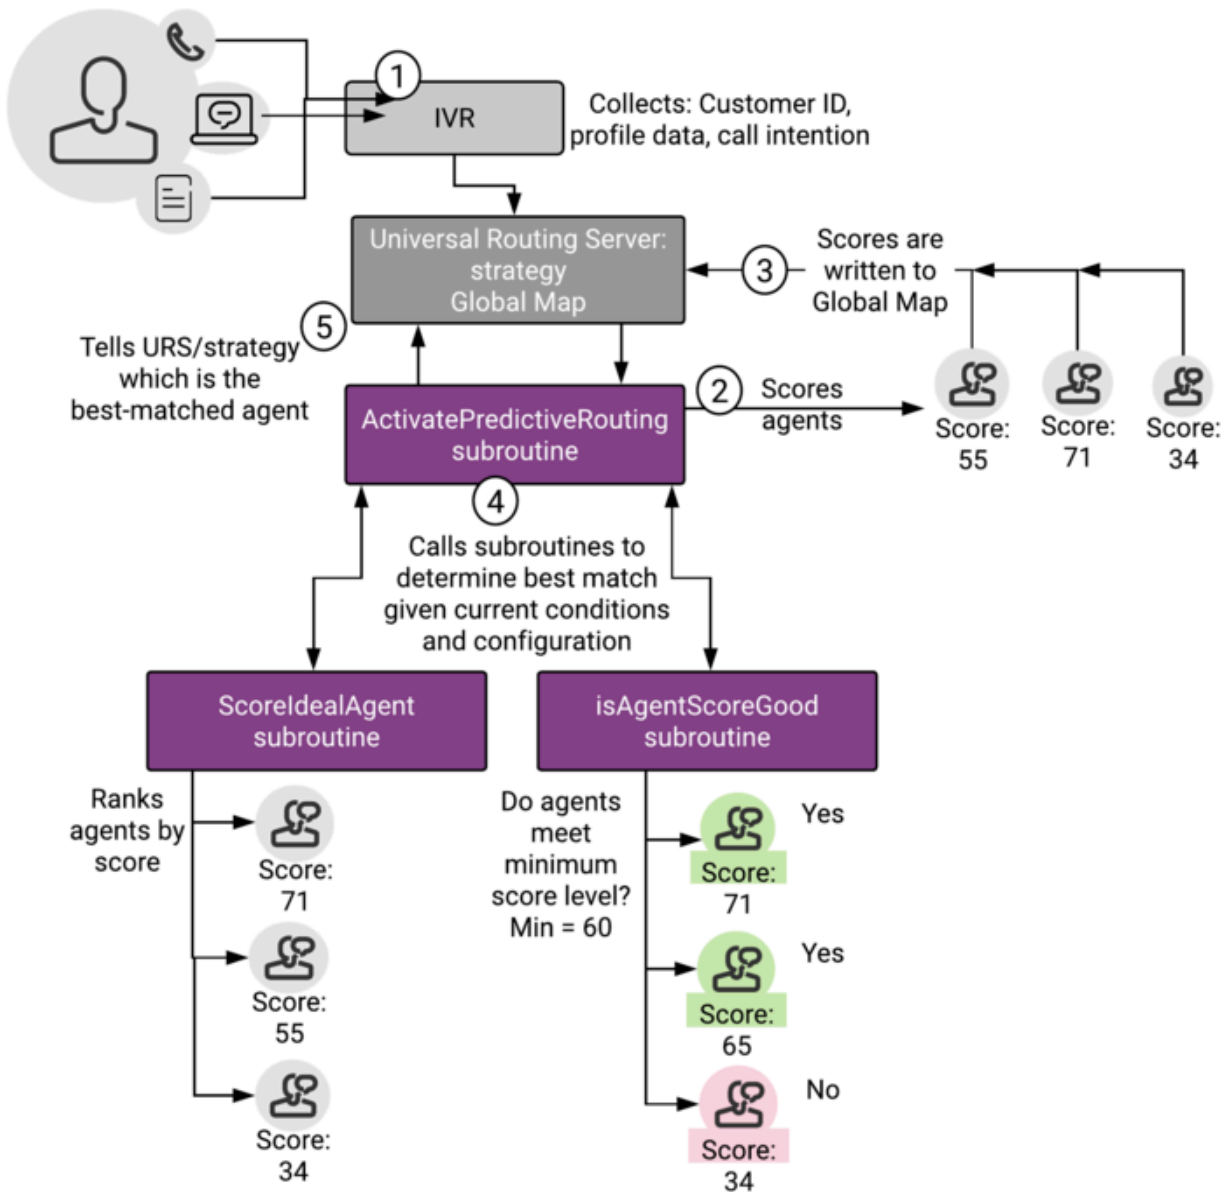 1
IVR
Collects: Customer ID,
profile data, call intention
Universal Routing Server:
strategy
Global Map
3
Scores are
written to
Global Map
5
Tells URS/strategy
which is the
best-matched agent
ActivatePredictiveRouting
subroutine
2
Scores
agents
Score:
55
Score:
71
Score:
34
4
Calls subroutines to
determine best match
given current conditions
and configuration
ScoreIdealAgent
subroutine
isAgentScoreGood
subroutine
Ranks
agents by
score
Score:
71
Score:
55
Score:
34
Do agents
meet
minimum
score level?
Min = 60
Yes
Score:
71
Yes
Score:
65
No
Score:
34